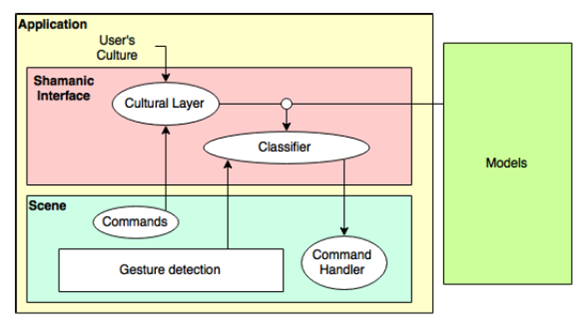 Application
User's
Culture
Shamanic
Interface
Cultural Layer
Classifier
Models
Scene
Commands
Gesture detection
Command
Handler